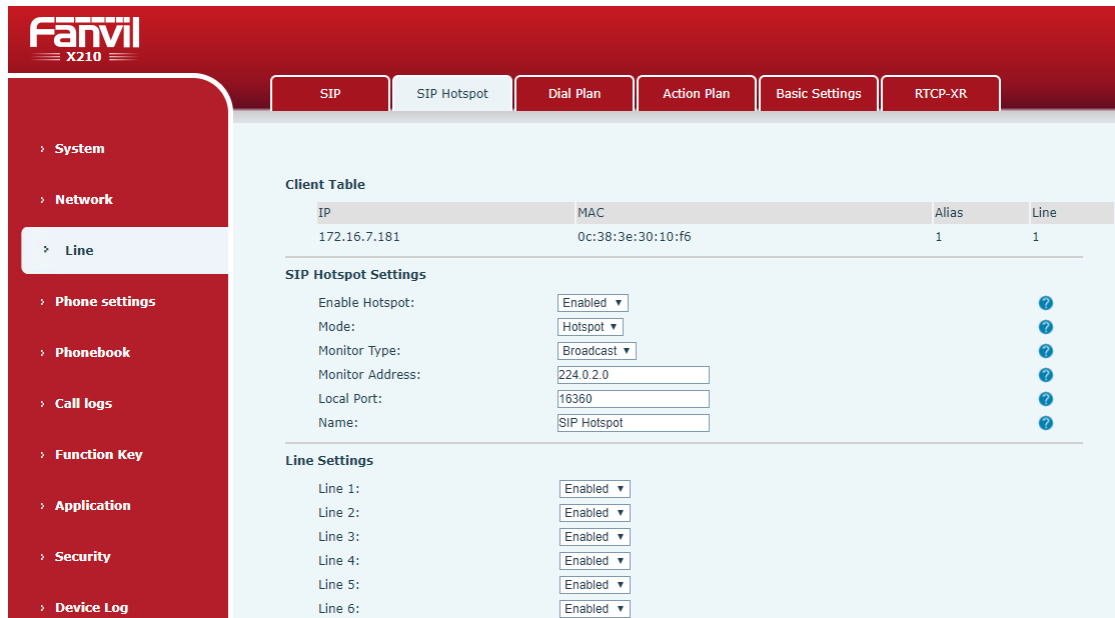 Fanvil
X210
SIP
SIP Hotspot
Dial Plan
Action Plan
Basic Settings
RTCP-XR
System
Network
Line
Phone settings
Phonebook
Call logs
Function Key
Application
Security
Device Log
Client Table
IP MAC Alias Line
172.16.7.181 0c:38:3e:30:10:f6 1 1
SIP Hotspot Settings
Enable Hotspot: Enabled
Mode: Hotspot
Monitor Type: Broadcast
Monitor Address: 224.0.2.0
Local Port: 16360
Name: SIP Hotspot
Line Settings
Line 1: Enabled
Line 2: Enabled
Line 3: Enabled
Line 4: Enabled
Line 5: Enabled
Line 6: Enabled